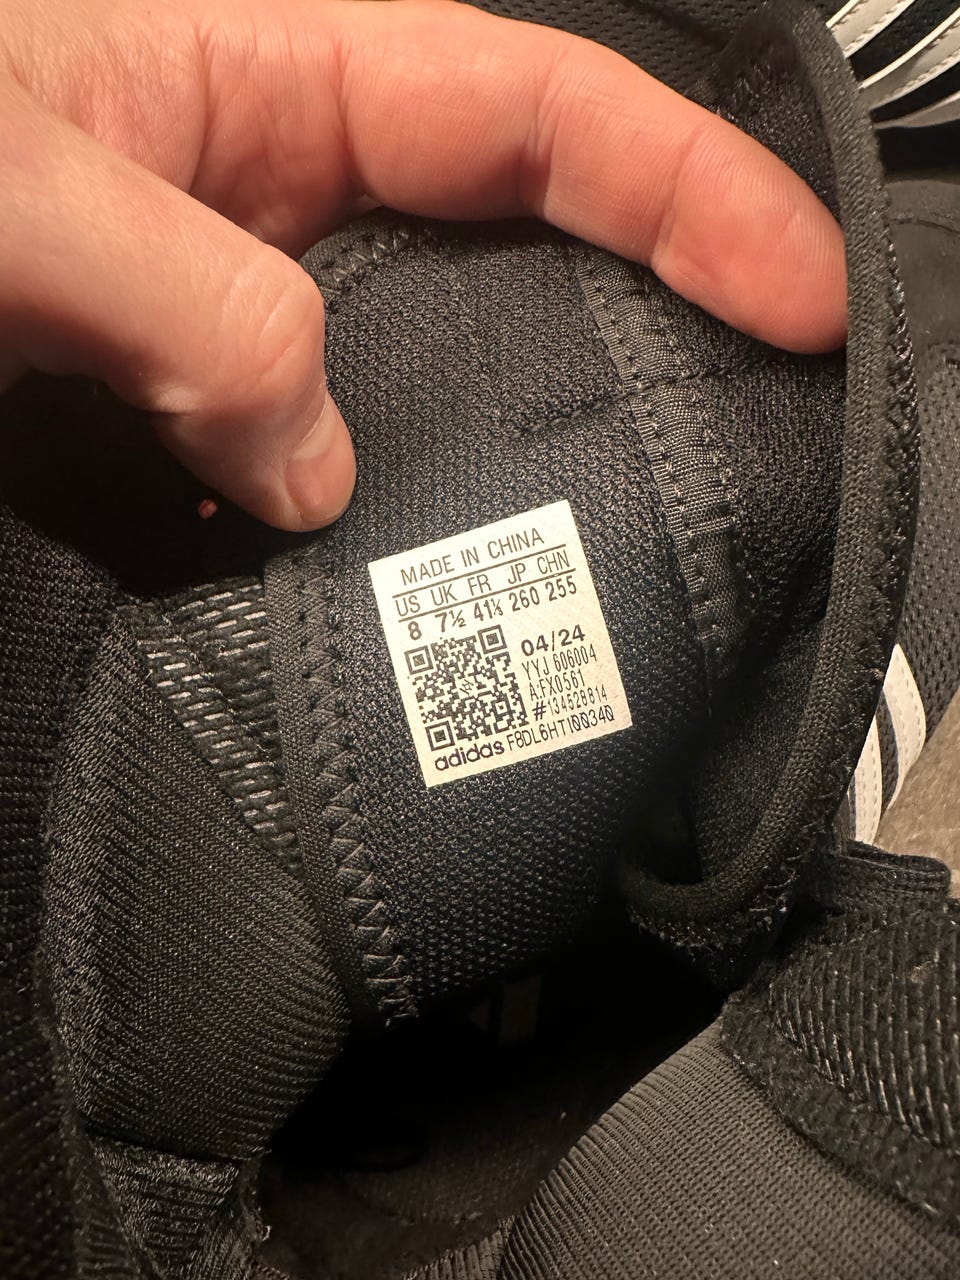 MADE IN CHINA
US UK FR JP CHN
8 7½ 41⅓ 260 255
04/24
YYJ 606004
A:FX0561
#134528814
adidas F8DL6HTIQQ34Q